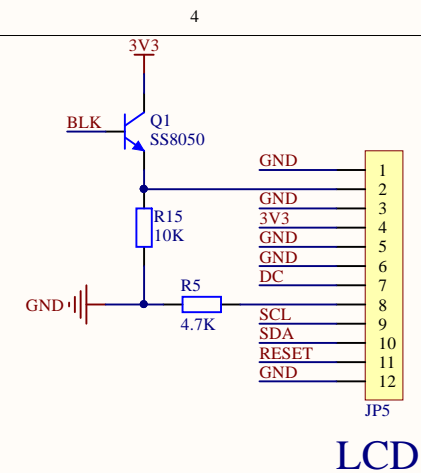 4
3V3
BLK
Q1
SS8050
GND
1
2
GND
3
R15
3V3
4
10K
GND
5
GND
6
DC
7
R5
GND
8
4.7K
SCL
9
SDA
10
RESET
11
GND
12
JP5
LCD